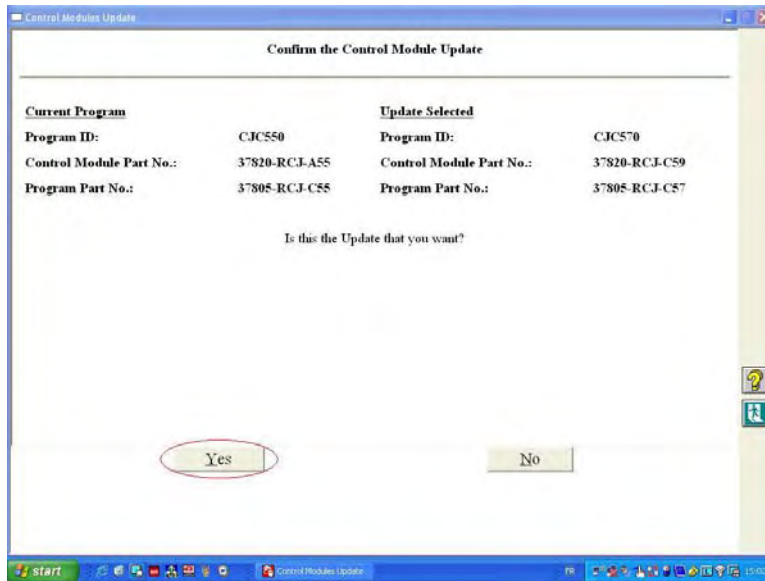 Control Modules Update
Confirm the Control Module Update
Current Program Update Selected
Program ID: CJC550 Program ID: CJC570
Control Module Part No.: 37820-RCJ-A55 Control Module Part No.: 37820-RCJ-C59
Program Part No.: 37805-RCJ-C55 Program Part No.: 37805-RCJ-C57
Is this the Update that you want?
Yes No
start Control Modules Update FR 15:02